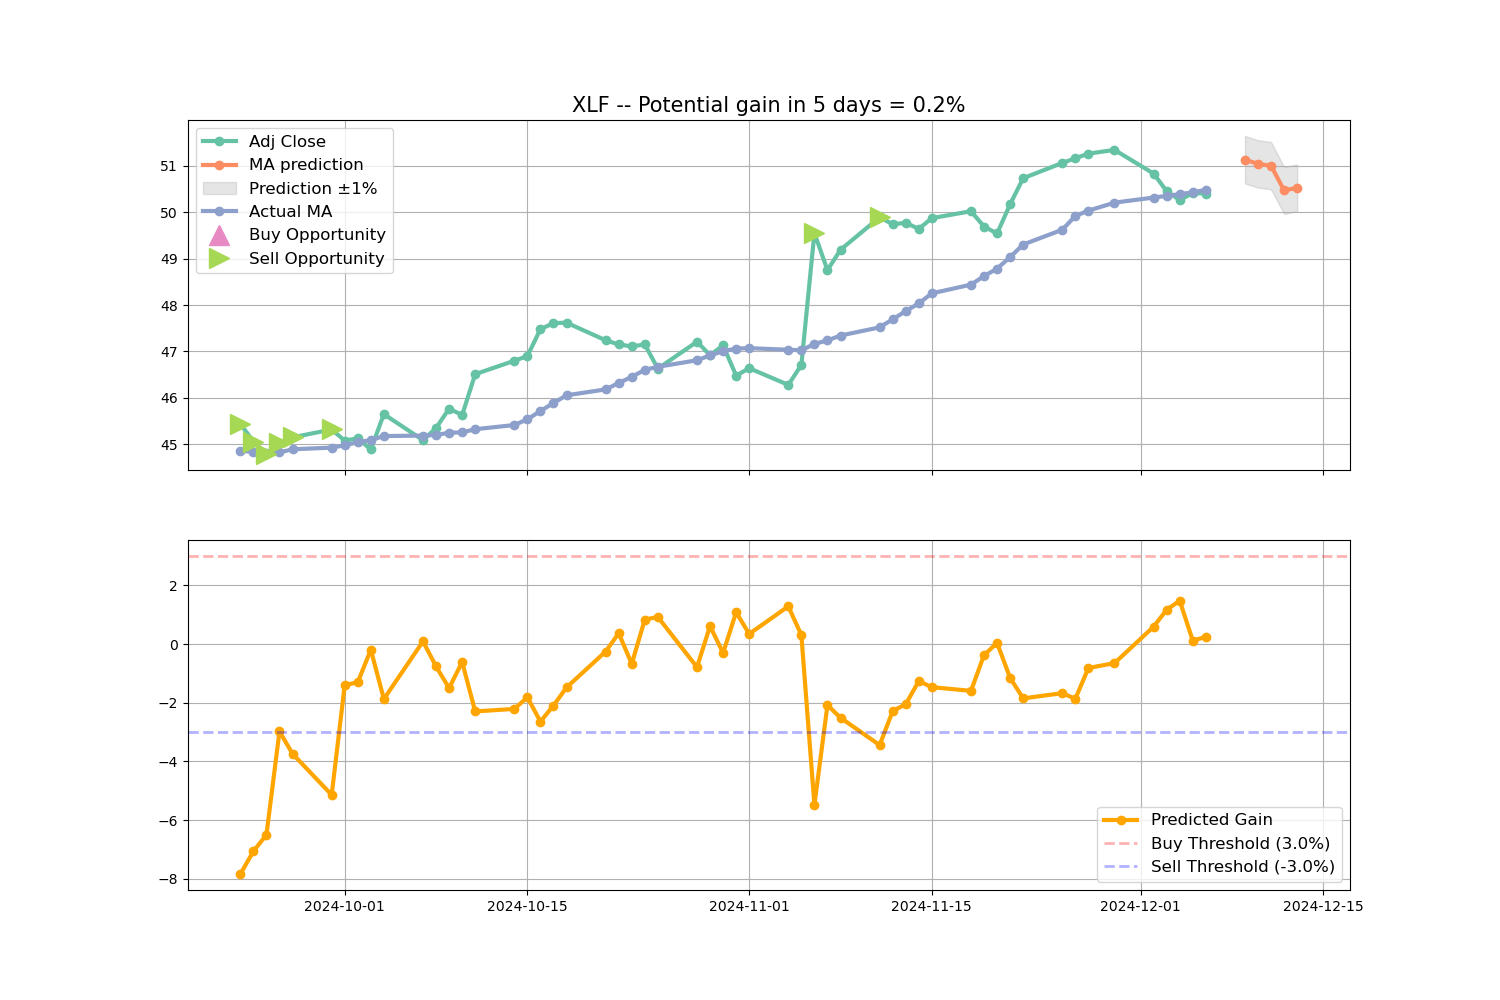 XLF -- Potential gain in 5 days = 0.2%
Adj Close
MA prediction
Prediction ±1%
Actual MA
Buy Opportunity
Sell Opportunity
51
50
49
48
47
46
45
2
0
−2
−4
−6
−8
Predicted Gain
Buy Threshold (3.0%)
Sell Threshold (-3.0%)
2024-10-01
2024-10-15
2024-11-01
2024-11-15
2024-12-01
2024-12-15